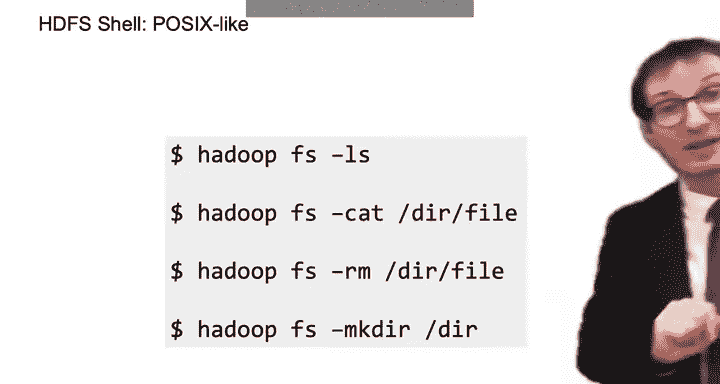 HDFS Shell: POSIX-like
$ hadoop fs –ls
$ hadoop fs –cat /dir/file
$ hadoop fs –rm /dir/file
$ hadoop fs –mkdir /dir